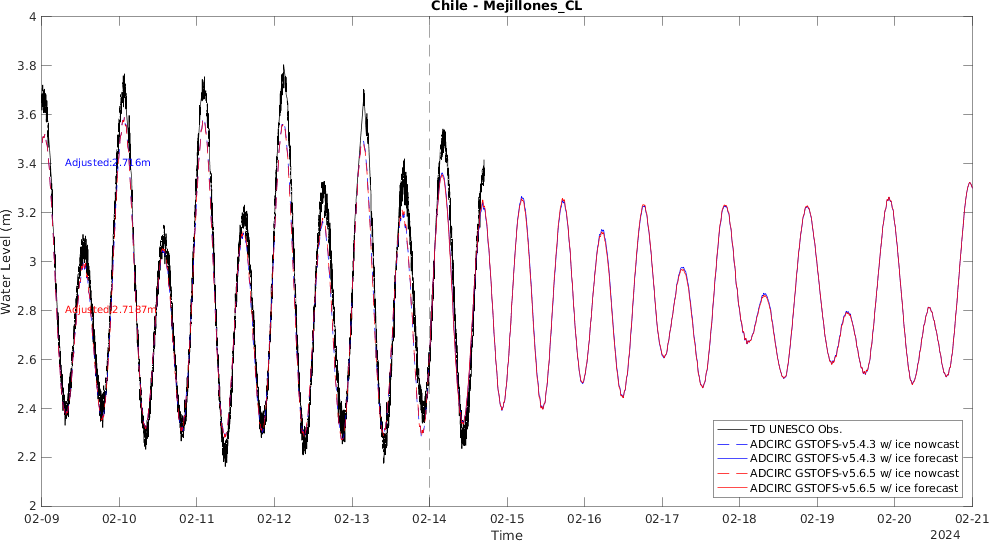 Chile - Mejillones_CL
4
3.8
3.6
3.4
3.2
3
2.8
2.6
2.4
2.2
2
Water Level (m)
Adjusted:2.716m
Adjusted:2.7187m
TD UNESCO Obs.
ADCIRC GSTOFS-v5.4.3 w/ ice nowcast
ADCIRC GSTOFS-v5.4.3 w/ ice forecast
ADCIRC GSTOFS-v5.6.5 w/ ice nowcast
ADCIRC GSTOFS-v5.6.5 w/ ice forecast
02-09 02-10 02-11 02-12 02-13 02-14 02-15 02-16 02-17 02-18 02-19 02-20 02-21
Time
2024